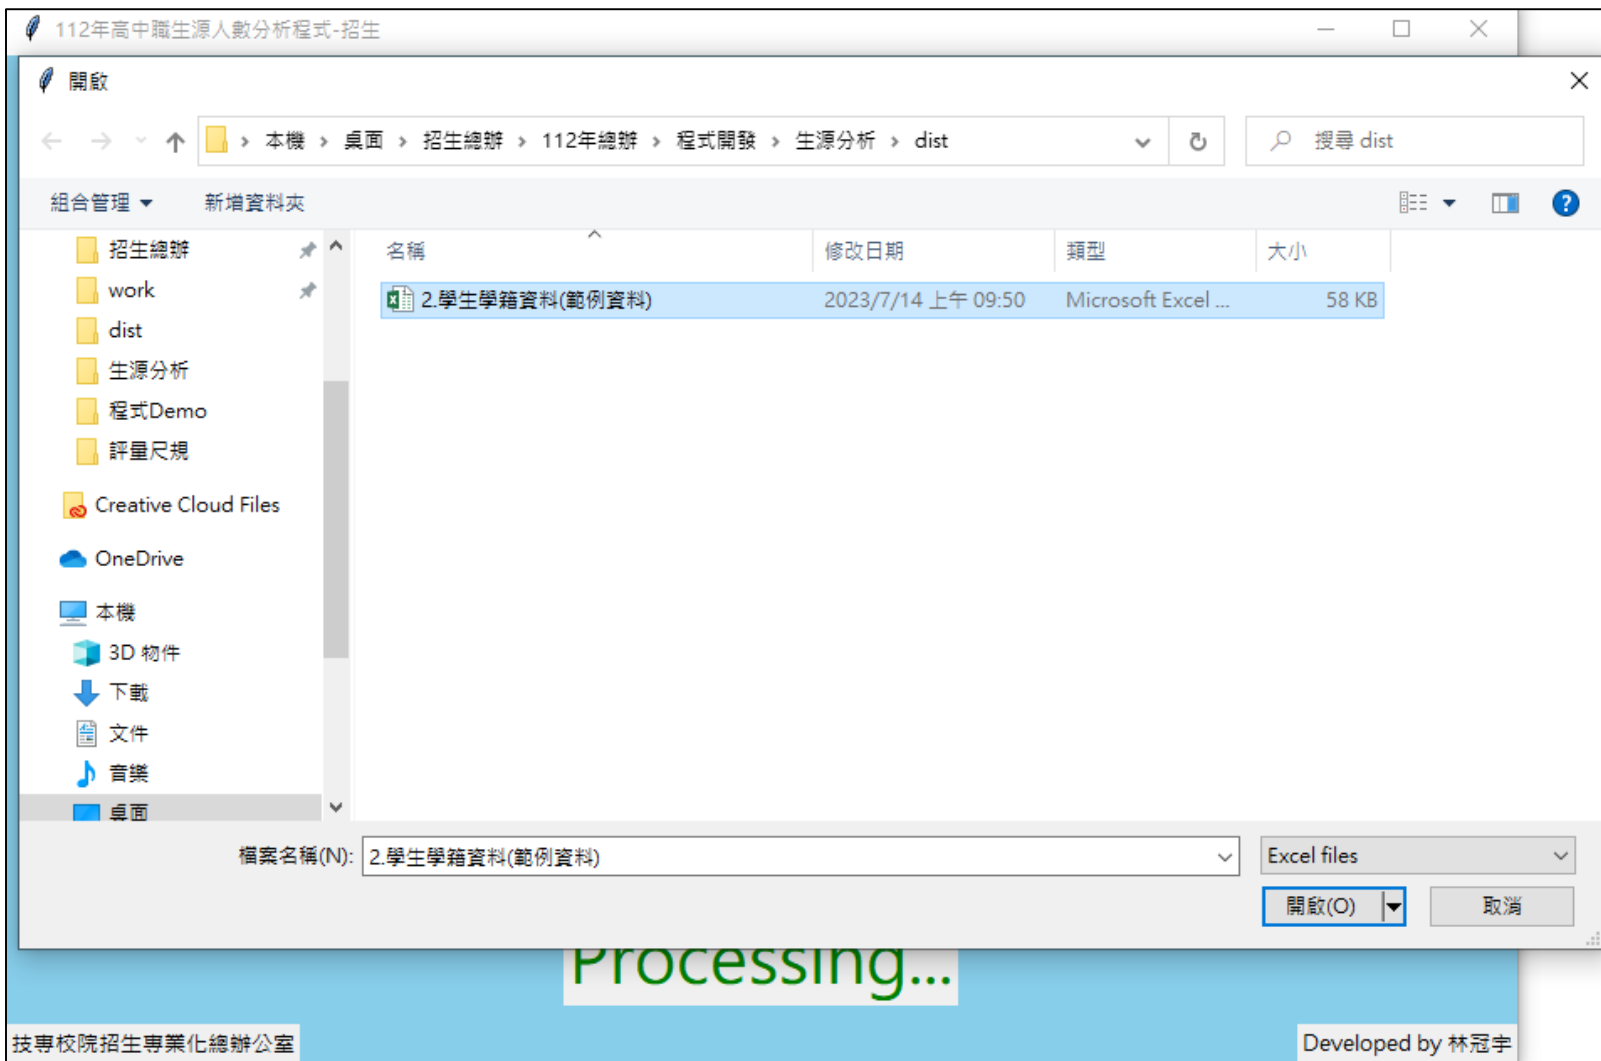 112年高中職生源人數分析程式-招生
開啟
本機 › 桌面 › 招生總辦 › 112年總辦 › 程式開發 › 生源分析 › dist
搜尋 dist
組合管理
新增資料夾
招生總辦
work
dist
生源分析
程式Demo
評量尺規
Creative Cloud Files
OneDrive
本機
3D 物件
下載
文件
音樂
桌面
名稱 修改日期 類型 大小
2.學生學籍資料(範例資料) 2023/7/14 上午 09:50 Microsoft Excel ... 58 KB
檔案名稱(N): 2.學生學籍資料(範例資料) Excel files
開啟(O) 取消
Processing...
技專校院招生專業化總辦公室
Developed by 林冠宇